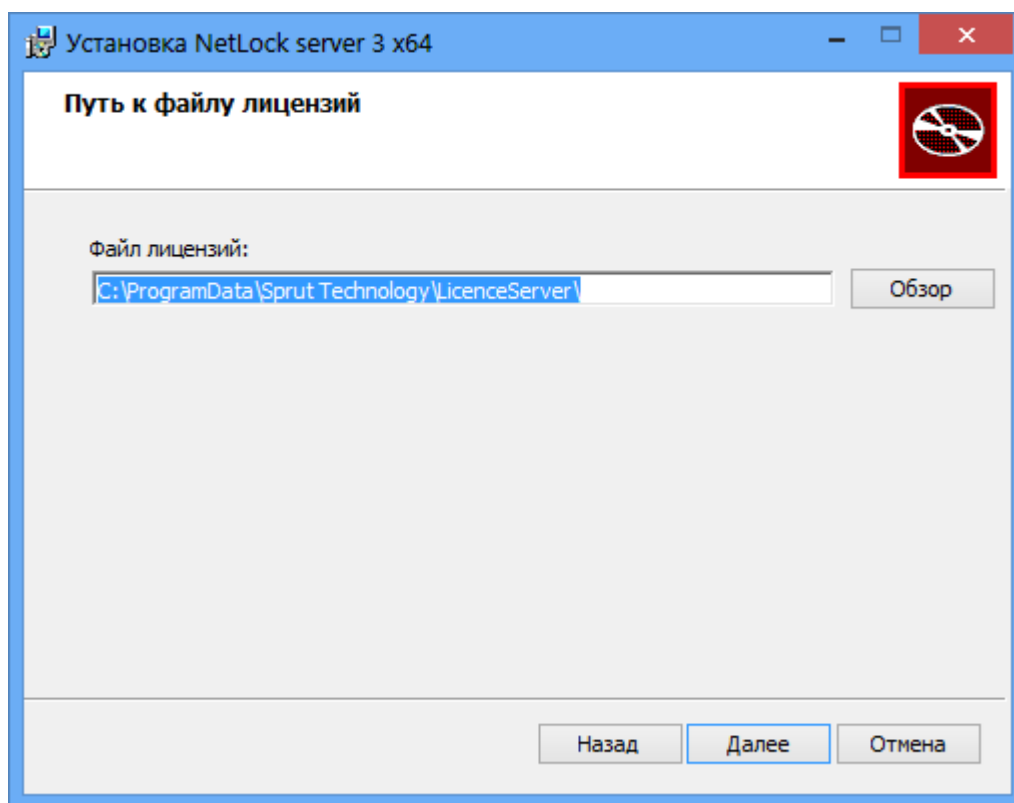 Установка NetLock server 3 x64
Путь к файлу лицензий
Файл лицензий:
C:\ProgramData\Sprut Technology\LicenceServer\
Обзор
Назад
Далее
Отмена